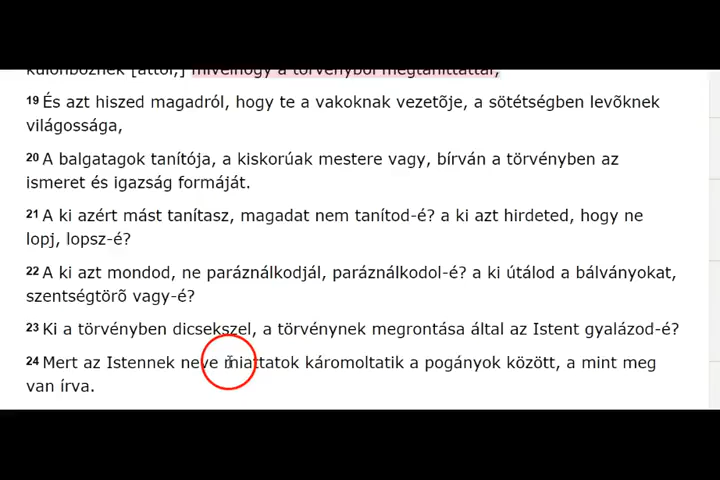 különböznek [attól,] mivelhogy a törvényből megtaníttattál,
19 És azt hiszed magadról, hogy te a vakoknak vezetõje, a sötétségben levõknek
világossága,
20 A balgatagok tanítója, a kiskorúak mestere vagy, bírván a törvényben az
ismeret és igazság formáját.
21 A ki azért mást tanítasz, magadat nem tanítod-é? a ki azt hirdeted, hogy ne
lopj, lopsz-é?
22 A ki azt mondod, ne paráználkodjál, paráználkodol-é? a ki útálod a bálványokat,
szentségtörõ vagy-é?
23 Ki a törvényben dicsekszel, a törvénynek megrontása által az Istent gyalázod-é?
24 Mert az Istennek neve miattatok káromoltatik a pogányok között, a mint meg
van írva.